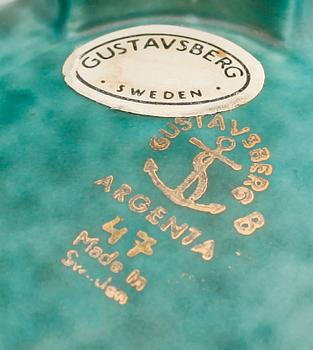 GUSTAVSBERG
· SWEDEN ·
GUSTAVSBERG
B
ARGENTA
47
Made In
Sweden